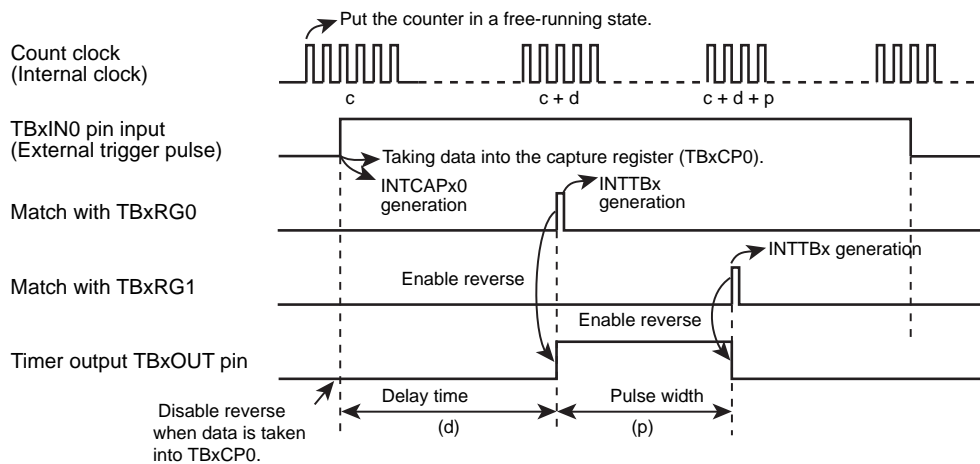 Put the counter in a free-running state.
Count clock
(Internal clock)
c
c + d
c + d + p
TBxIN0 pin input
(External trigger pulse)
Taking data into the capture register (TBxCP0).
INTCAPx0
generation
INTTBx
generation
Match with TBxRG0
INTTBx generation
Enable reverse
Match with TBxRG1
Enable reverse
Timer output TBxOUT pin
Disable reverse
when data is taken
into TBxCP0.
Delay time
(d)
Pulse width
(p)